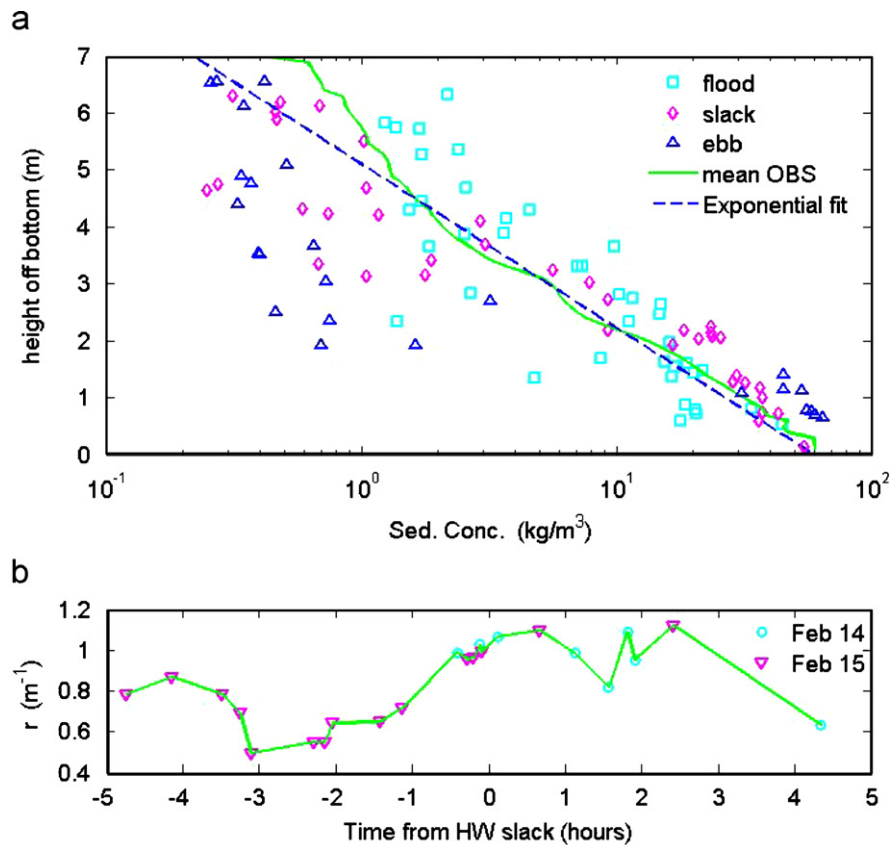 a
7
6
5
4
3
2
1
0
height off bottom (m)
flood
slack
ebb
mean OBS
Exponential fit
10^-1 10^0 10^1 10^2
Sed. Conc. (kg/m^3)
b
1.2
1
0.8
0.6
0.4
r (m^-1)
Feb 14
Feb 15
-5 -4 -3 -2 -1 0 1 2 3 4 5
Time from HW slack (hours)